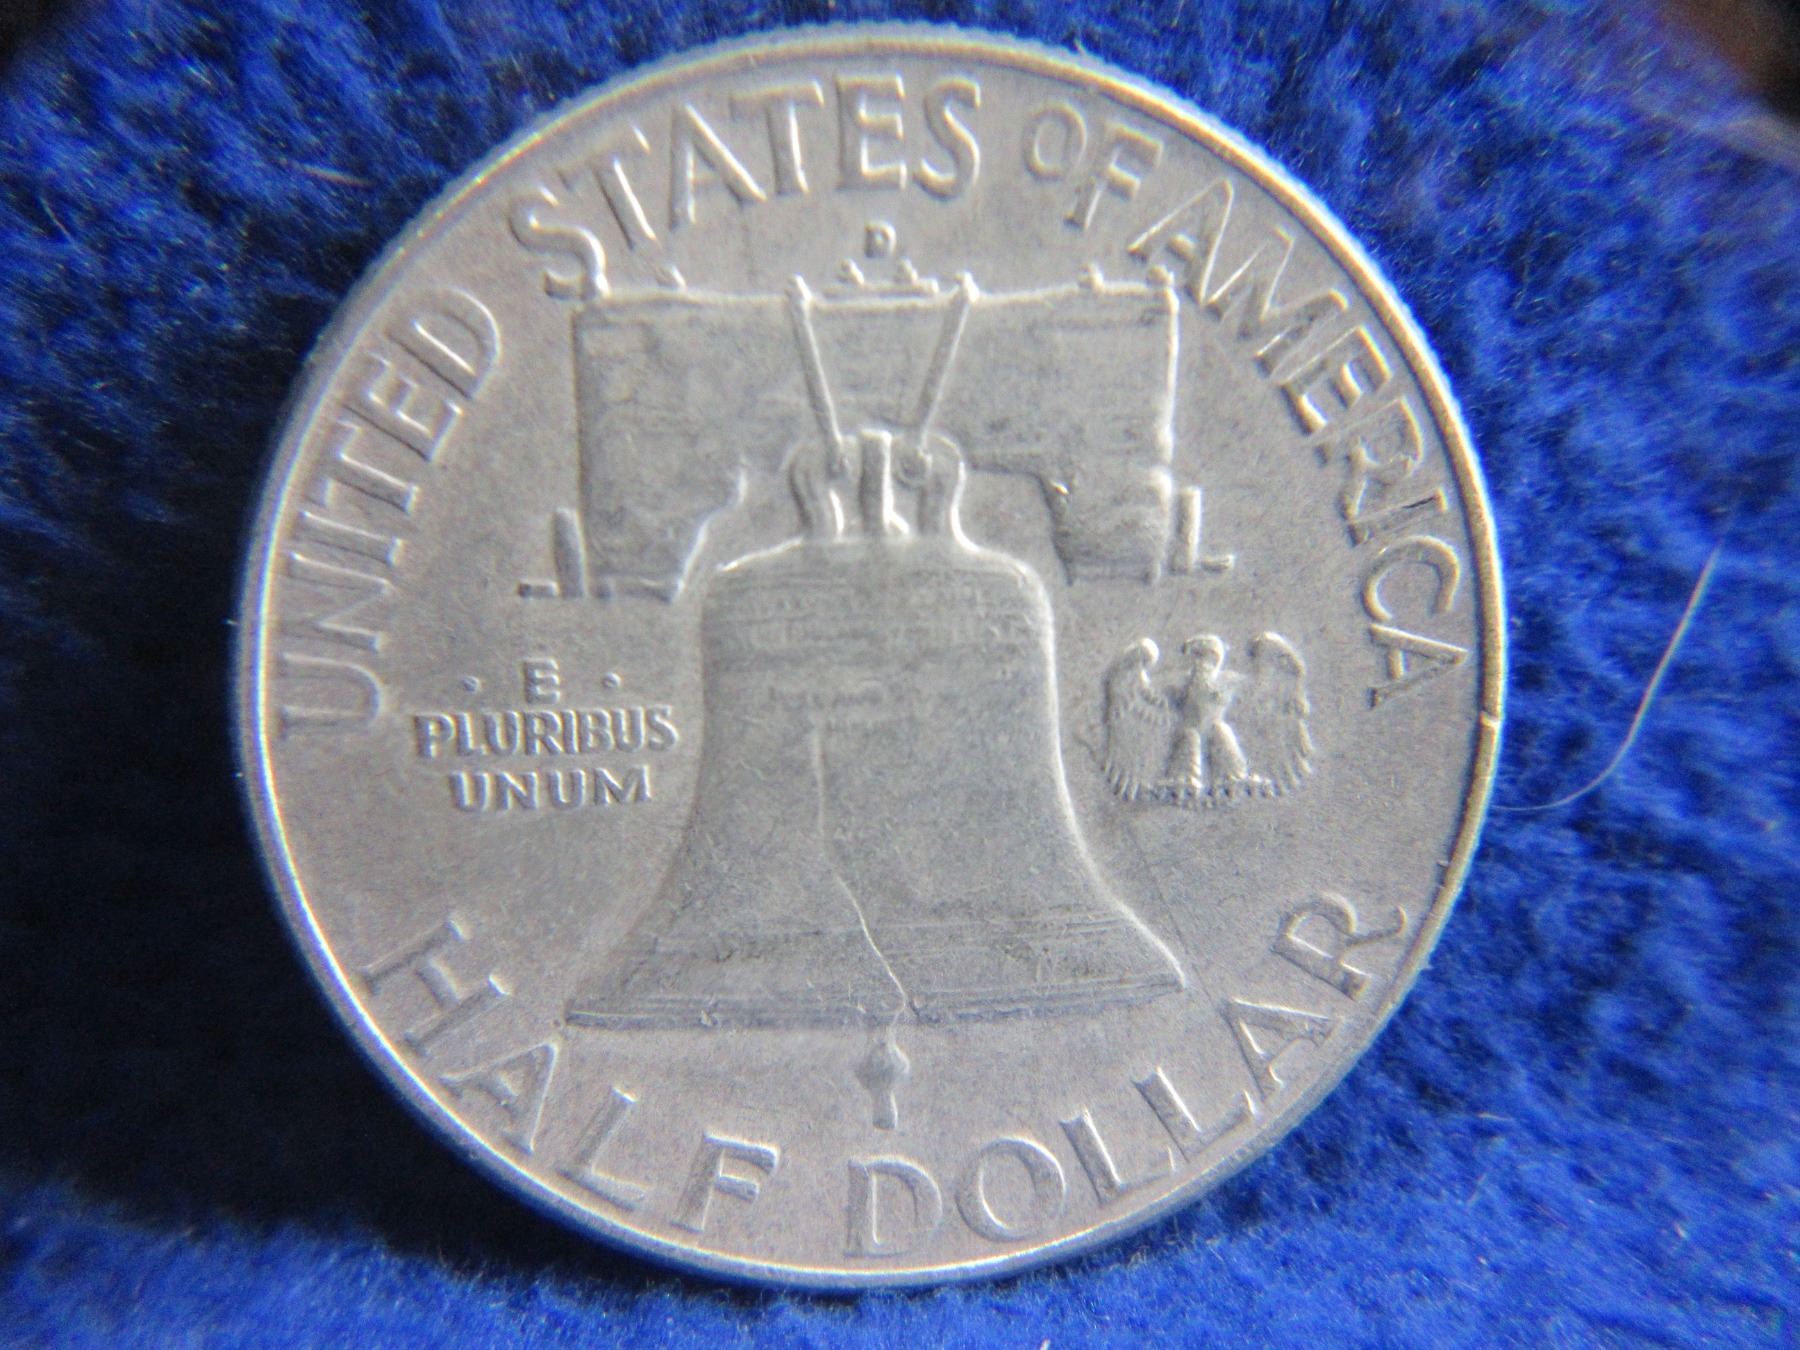 UNITED STATES OF AMERICA
D
· E ·
PLURIBUS
UNUM
HALF DOLLAR